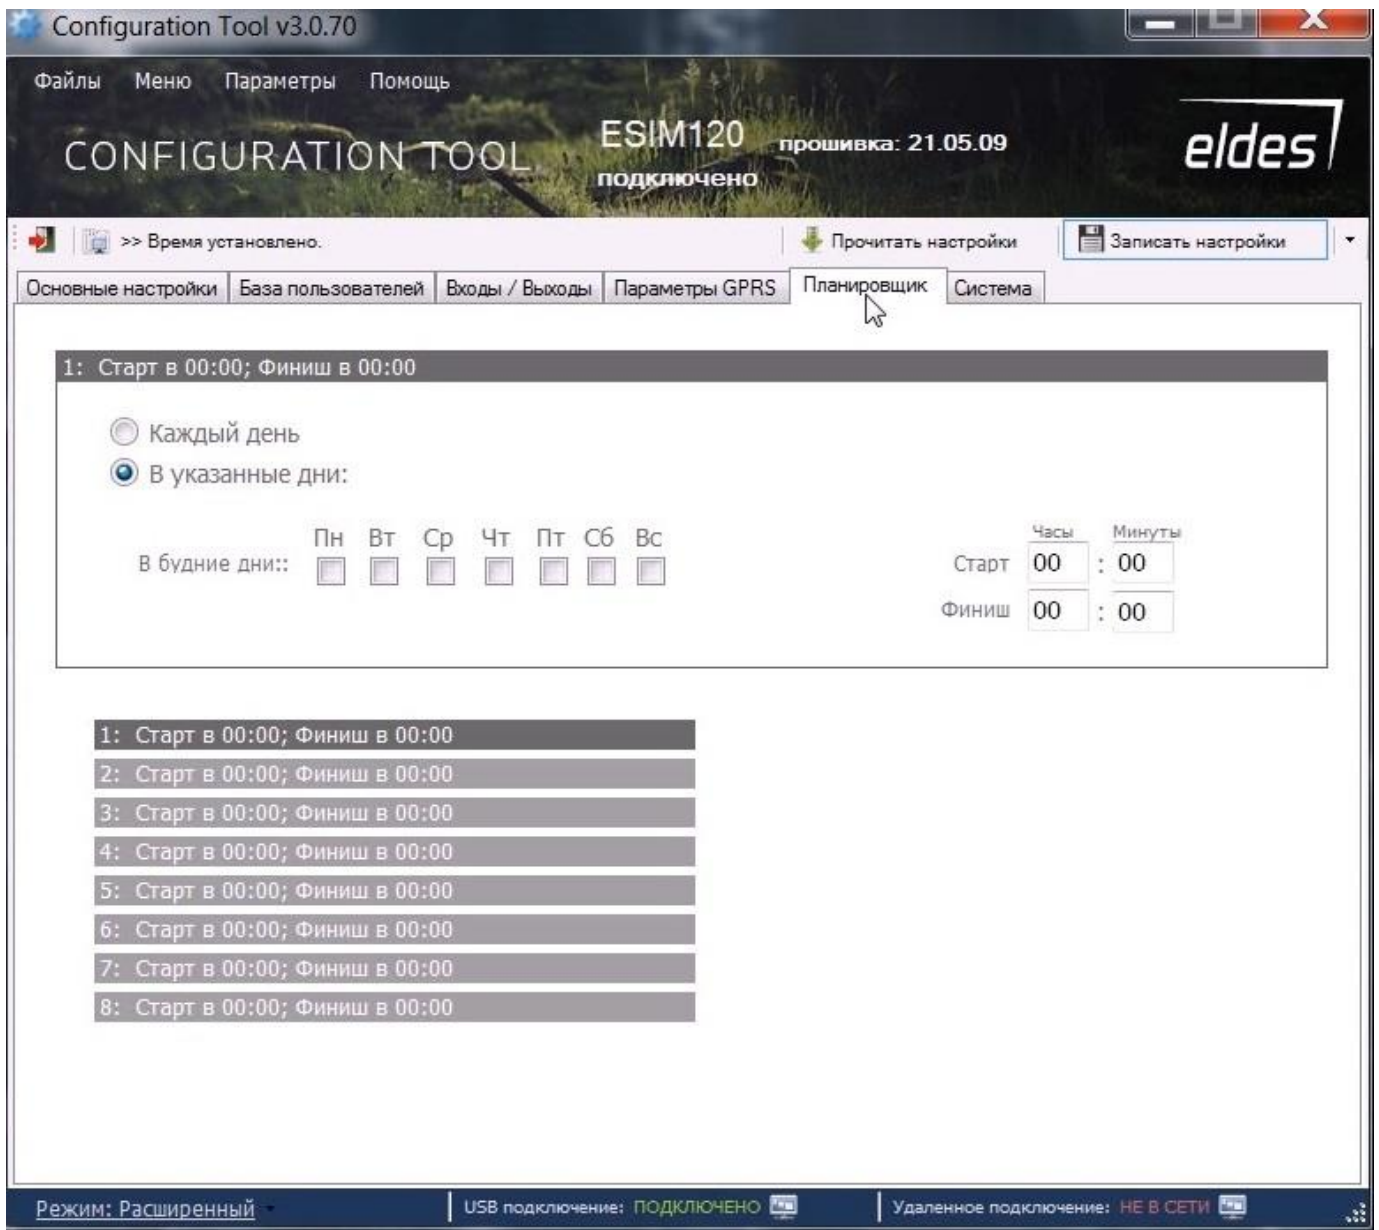 Configuration Tool v3.0.70
Файлы Меню Параметры Помощь
CONFIGURATION TOOL
ESIM120 прошивка: 21.05.09
подключено
eldes
>> Время установлено.
Прочитать настройки
Записать настройки
Основные настройки База пользователей Входы / Выходы Параметры GPRS Планировщик Система
1: Старт в 00:00; Финиш в 00:00
Каждый день
В указанные дни:
Пн Вт Ср Чт Пт Сб Вс
В будние дни::
Часы Минуты
Старт 00 : 00
Финиш 00 : 00
1: Старт в 00:00; Финиш в 00:00
2: Старт в 00:00; Финиш в 00:00
3: Старт в 00:00; Финиш в 00:00
4: Старт в 00:00; Финиш в 00:00
5: Старт в 00:00; Финиш в 00:00
6: Старт в 00:00; Финиш в 00:00
7: Старт в 00:00; Финиш в 00:00
8: Старт в 00:00; Финиш в 00:00
Режим: Расширенный
USB подключение: ПОДКЛЮЧЕНО
Удаленное подключение: НЕ В СЕТИ